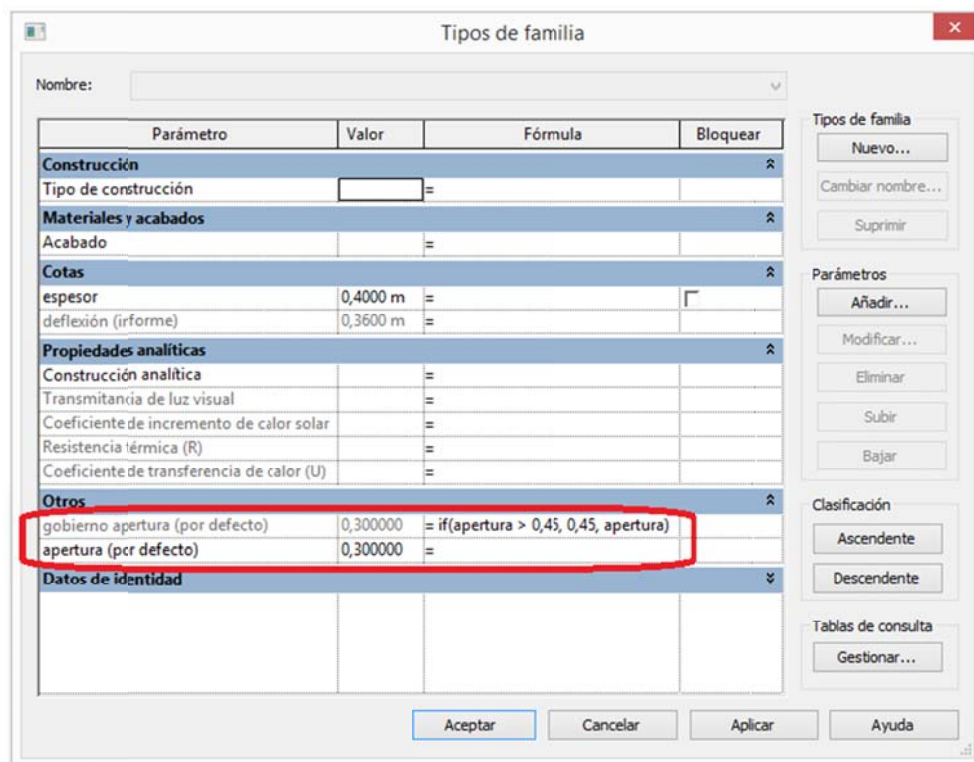 Tipos de familia
Nombre:
Parámetro Valor Fórmula Bloquear
Construcción
Tipo de construcción =
Materiales y acabados
Acabado =
Cotas
espesor 0,4000 m =
deflexión (informe) 0,3600 m =
Propiedades analíticas
Construcción analítica =
Transmitancia de luz visual =
Coeficiente de incremento de calor solar =
Resistencia térmica (R) =
Coeficiente de transferencia de calor (U) =
Otros
gobierno apertura (por defecto) 0,300000 = if(apertura > 0,45, 0,45, apertura)
apertura (por defecto) 0,300000 =
Datos de identidad
Tipos de familia
Nuevo...
Cambiar nombre...
Suprimir
Parámetros
Añadir...
Modificar...
Eliminar
Subir
Bajar
Clasificación
Ascendente
Descendente
Tablas de consulta
Gestionar...
Aceptar Cancelar Aplicar Ayuda